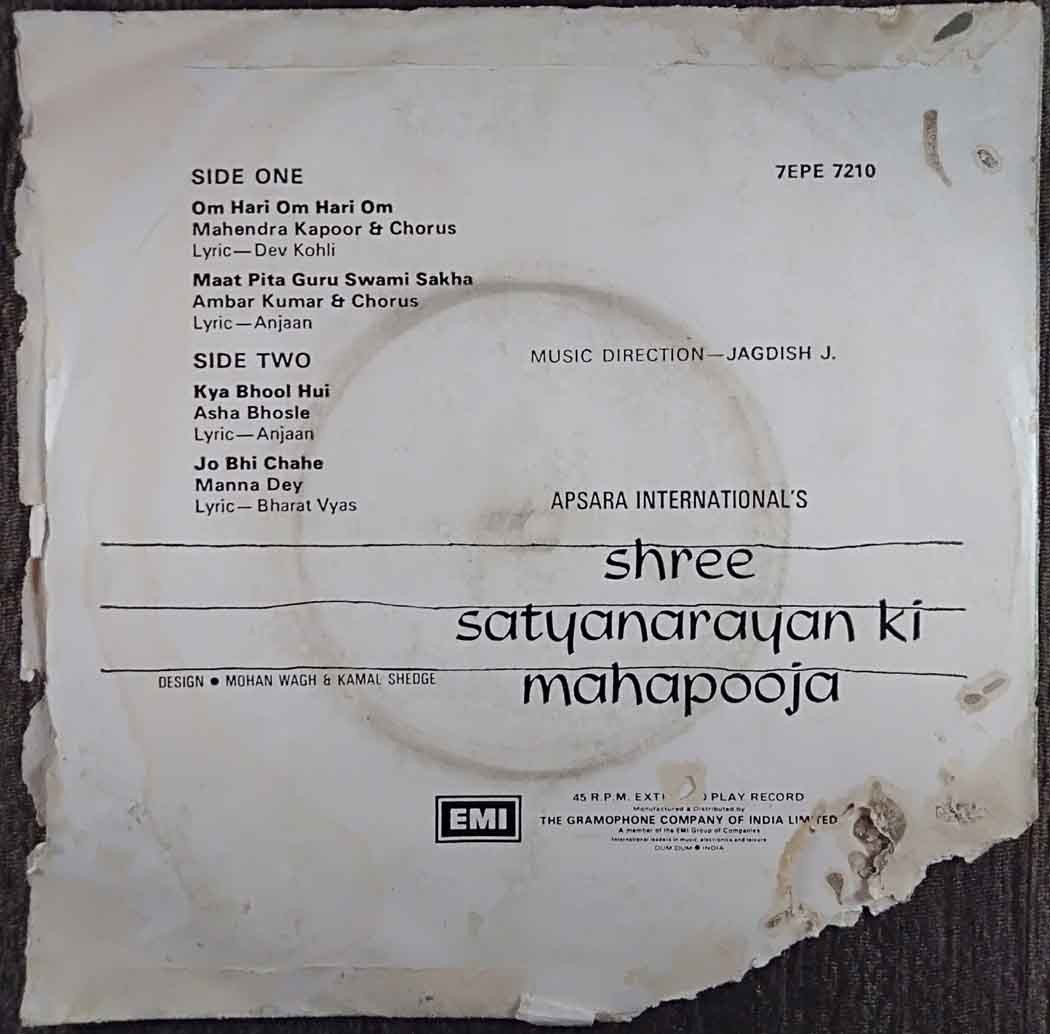 7EPE 7210
SIDE ONE
Om Hari Om Hari Om
Mahendra Kapoor & Chorus
Lyric—Dev Kohli
Maat Pita Guru Swami Sakha
Ambar Kumar & Chorus
Lyric—Anjaan
SIDE TWO
Kya Bhool Hui
Asha Bhosle
Lyric—Anjaan
Jo Bhi Chahe
Manna Dey
Lyric—Bharat Vyas
MUSIC DIRECTION—JAGDISH J.
APSARA INTERNATIONAL'S
shree
satyanarayan ki
mahapooja
DESIGN ● MOHAN WAGH & KAMAL SHEDGE
EMI
45 R.P.M. PLAY RECORD
Manufactured & Distributed by
THE GRAMOPHONE COMPANY OF INDIA
A member of the EMI Group of Companies
International leaders in music, electronics and leisure
DUM DUM ● INDIA